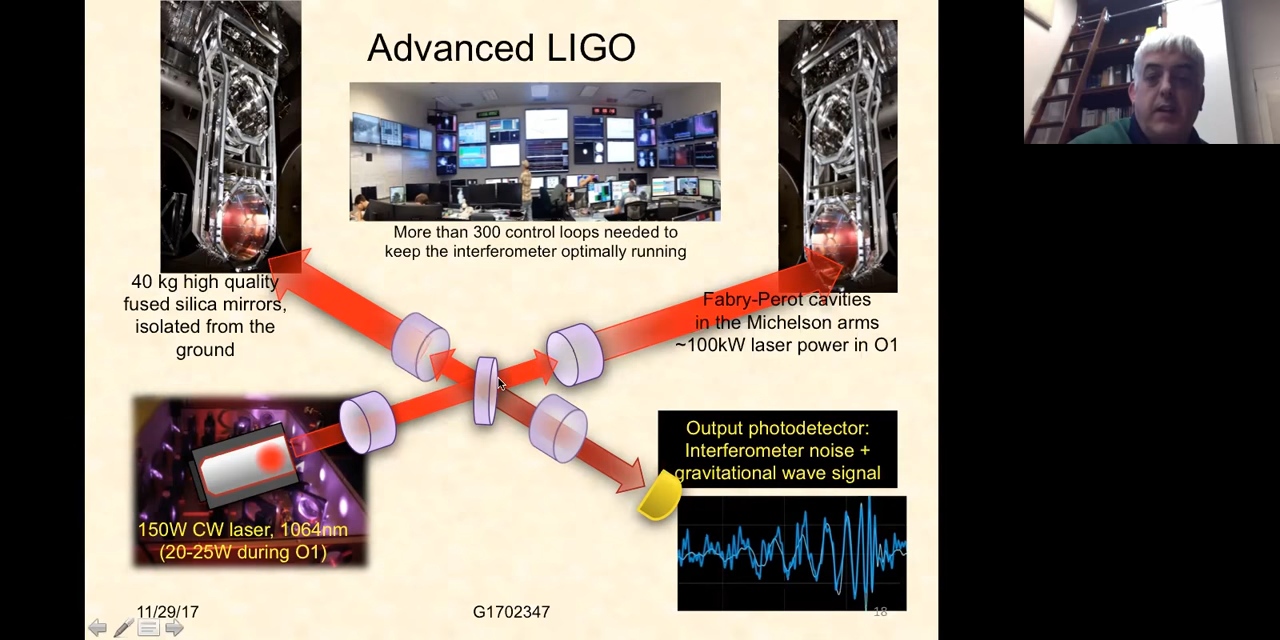 Advanced LIGO
More than 300 control loops needed to
keep the interferometer optimally running
40 kg high quality
fused silica mirrors,
isolated from the
ground
Fabry-Perot cavities
in the Michelson arms
~100kW laser power in O1
150W CW laser, 1064nm
(20-25W during O1)
Output photodetector:
Interferometer noise +
gravitational wave signal
11/29/17
G1702347
18